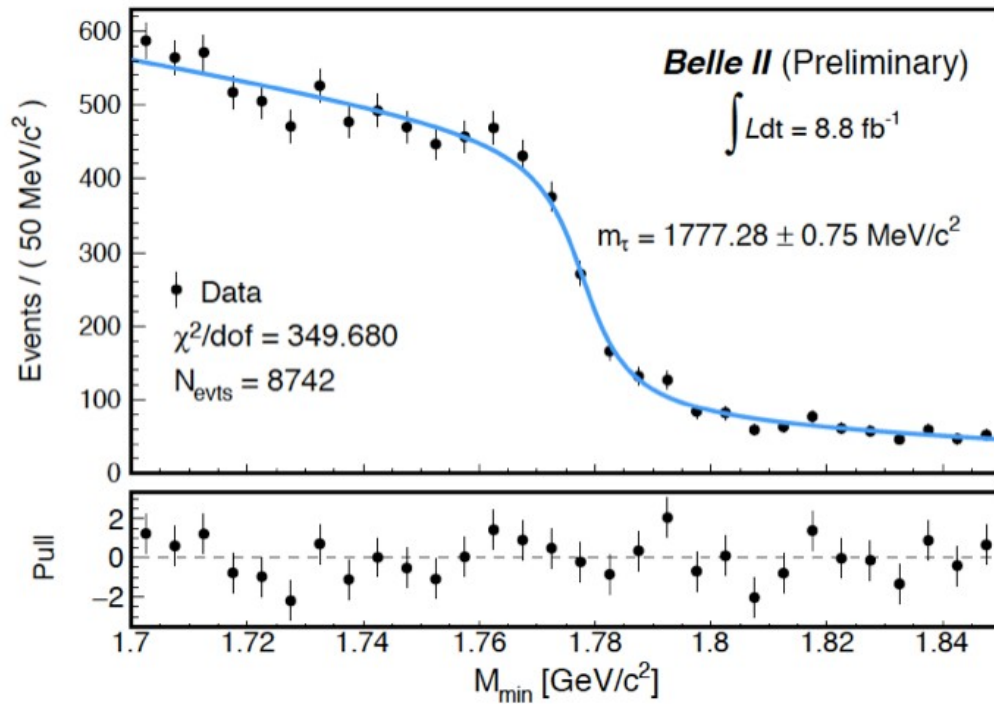 Belle II (Preliminary)
∫Ldt = 8.8 fb⁻¹
m_τ = 1777.28 ± 0.75 MeV/c²
Data
χ²/dof = 349.680
N_evts = 8742
Events / ( 50 MeV/c²)
600
500
400
300
200
100
0
Pull
2
0
−2
1.7 1.72 1.74 1.76 1.78 1.8 1.82 1.84
M_min [GeV/c²]